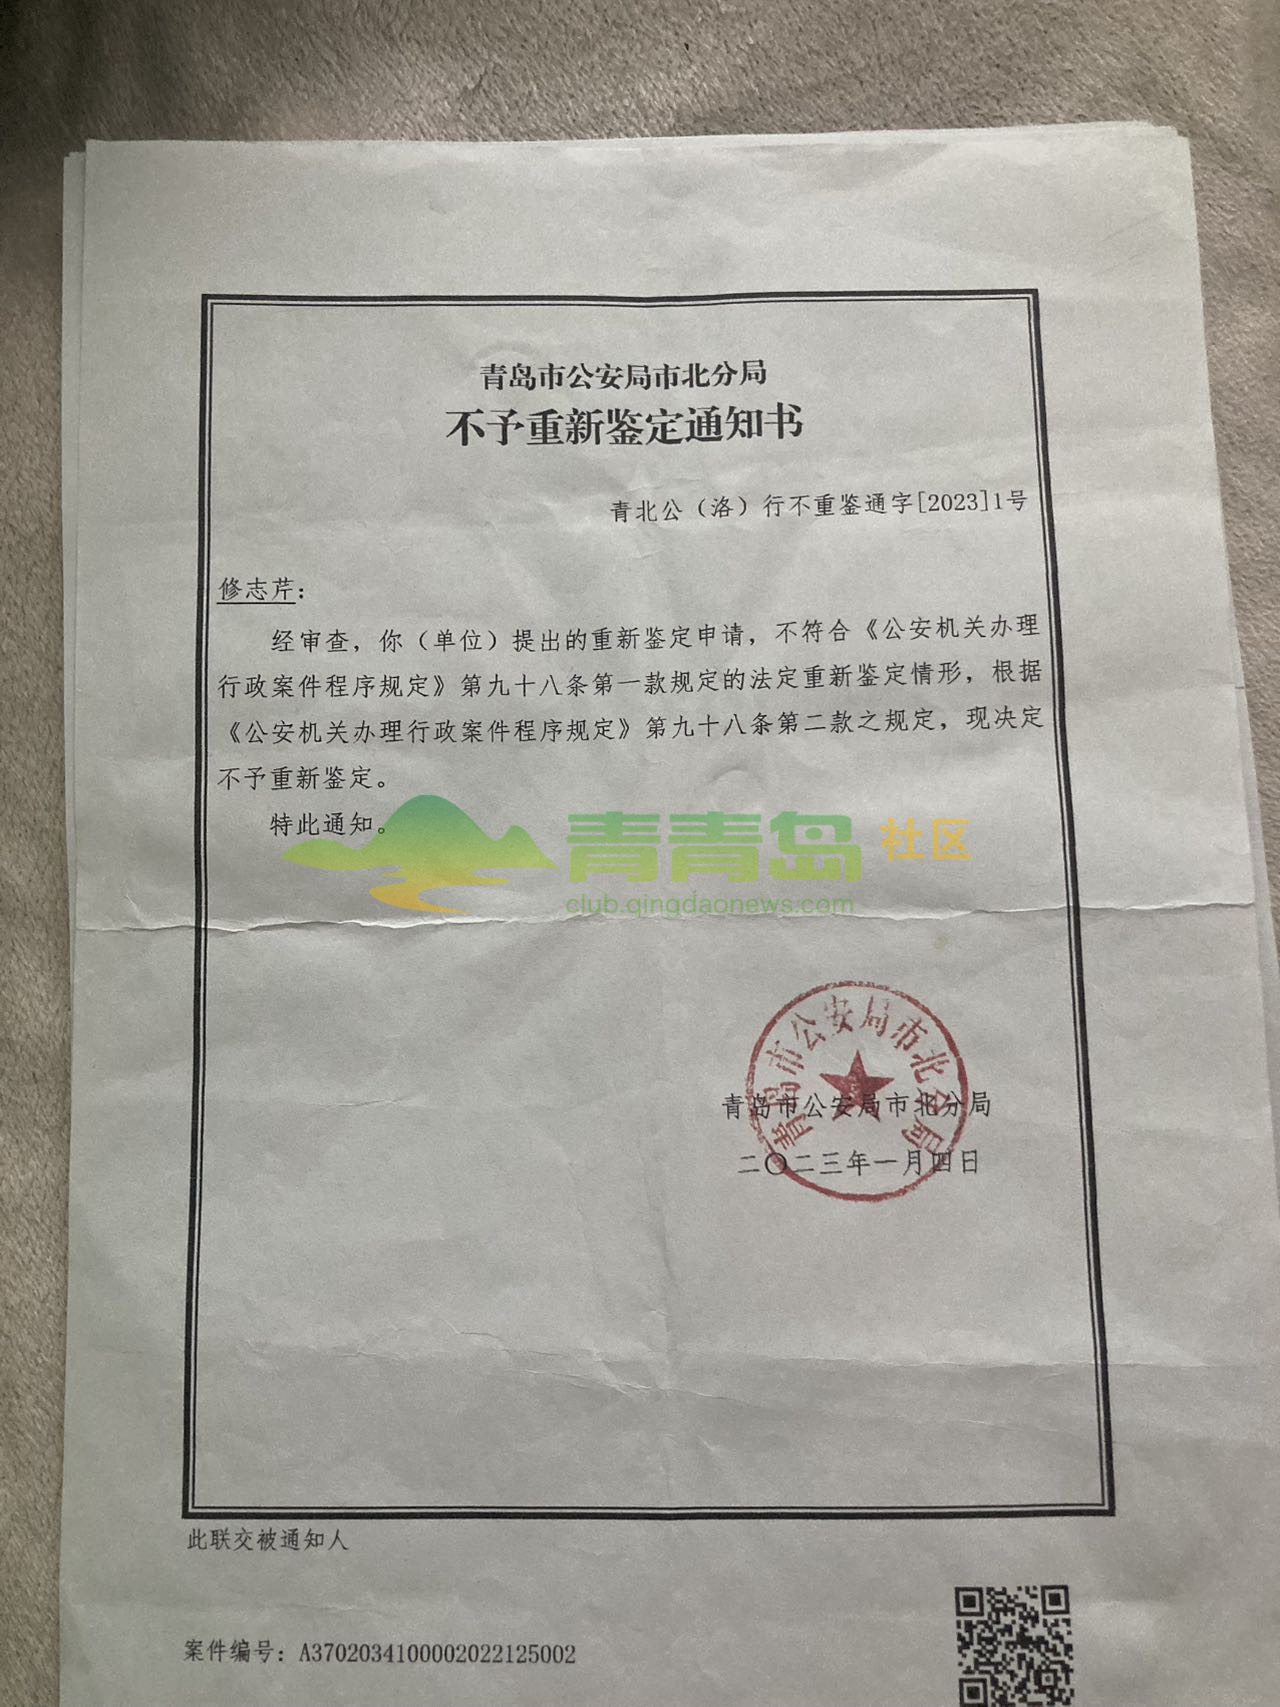 青岛市公安局市北分局
不予重新鉴定通知书
青北公（洛）行不重鉴通字[2023]1号
修志芹：
经审查，你（单位）提出的重新鉴定申请，不符合《公安机关办理
行政案件程序规定》第九十八条第一款规定的法定重新鉴定情形，根据
《公安机关办理行政案件程序规定》第九十八条第二款之规定，现决定
不予重新鉴定。
特此通知。
青青岛 社区
club.qingdaonews.com
青岛市公安局市北分局
青岛市公安局市北分局
二〇二三年一月四日
此联交被通知人
案件编号：A3702034100002022125002